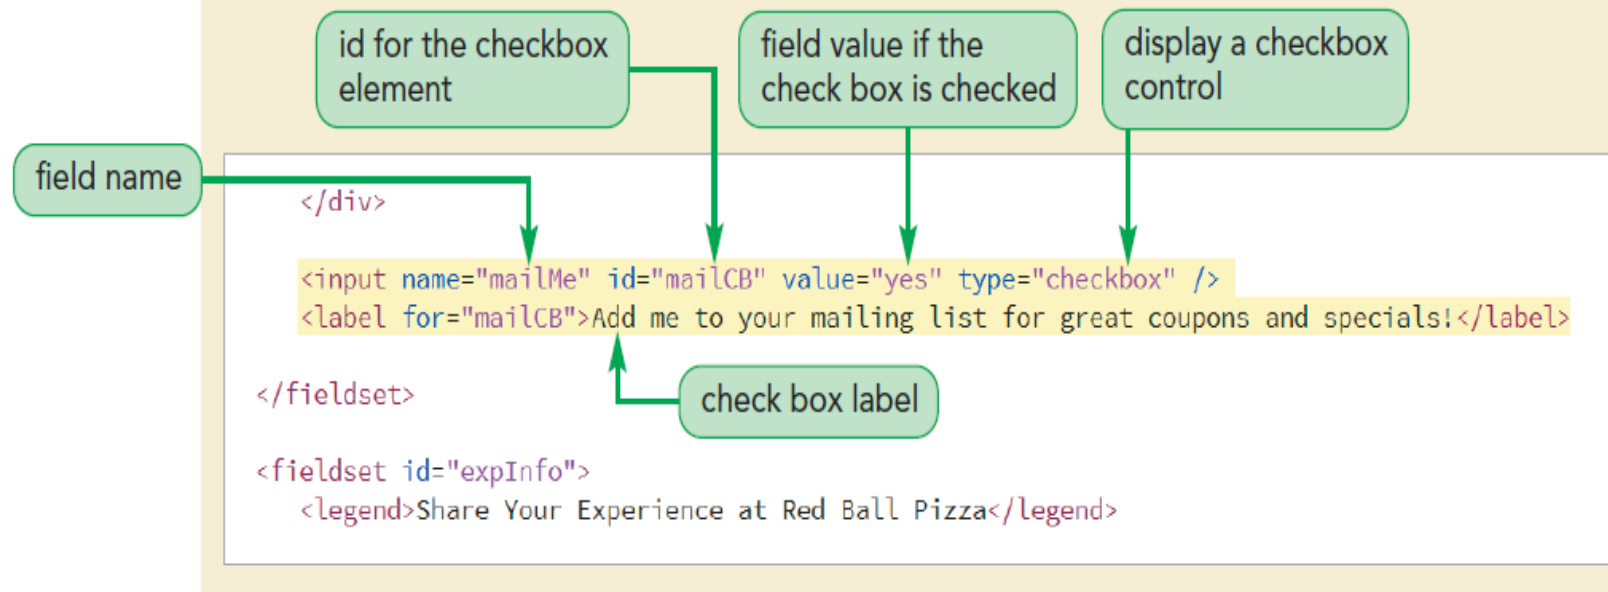 id for the checkbox
element
field value if the
check box is checked
display a checkbox
control
field name
</div>
<input name="mailMe" id="mailCB" value="yes" type="checkbox" />
<label for="mailCB">Add me to your mailing list for great coupons and specials!</label>
check box label
</fieldset>
<fieldset id="expInfo">
<legend>Share Your Experience at Red Ball Pizza</legend>